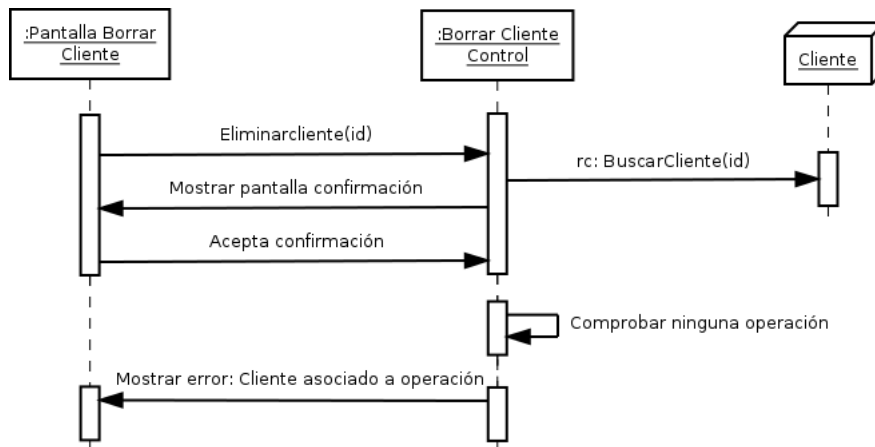 :Pantalla Borrar
Cliente
:Borrar Cliente
Control
Cliente
Eliminarcliente(id)
rc: BuscarCliente(id)
Mostrar pantalla confirmación
Acepta confirmación
Comprobar ninguna operación
Mostrar error: Cliente asociado a operación